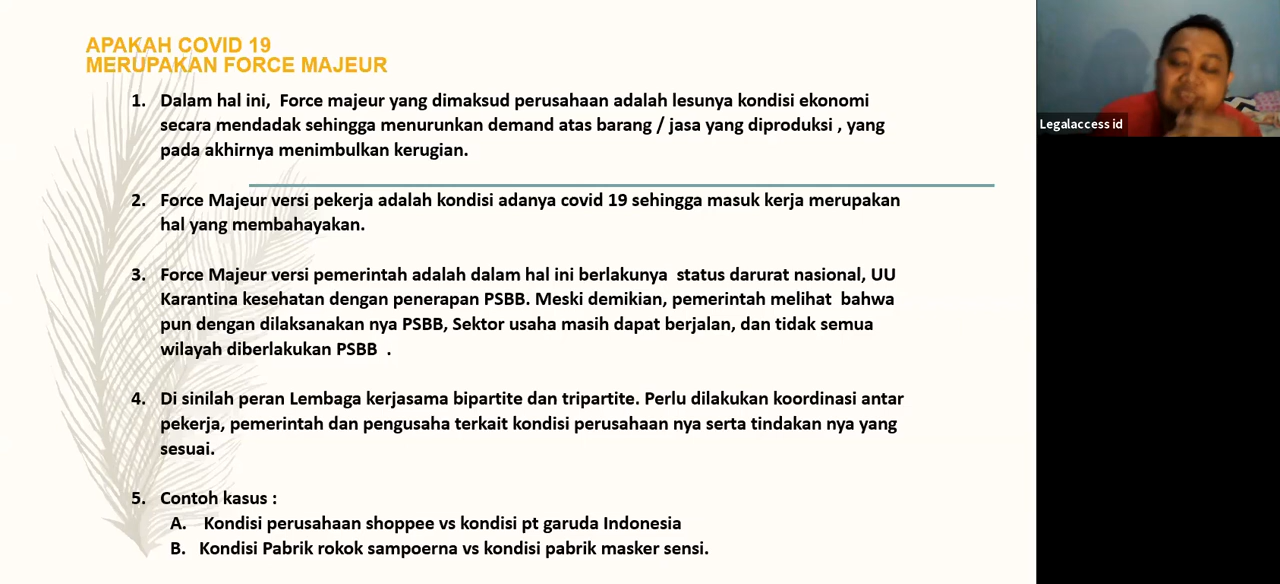 APAKAH COVID 19
MERUPAKAN FORCE MAJEUR
1. Dalam hal ini, Force majeur yang dimaksud perusahaan adalah lesunya kondisi ekonomi
secara mendadak sehingga menurunkan demand atas barang / jasa yang diproduksi , yang
pada akhirnya menimbulkan kerugian.
2. Force Majeur versi pekerja adalah kondisi adanya covid 19 sehingga masuk kerja merupakan
hal yang membahayakan.
3. Force Majeur versi pemerintah adalah dalam hal ini berlakunya status darurat nasional, UU
Karantina kesehatan dengan penerapan PSBB. Meski demikian, pemerintah melihat bahwa
pun dengan dilaksanakan nya PSBB, Sektor usaha masih dapat berjalan, dan tidak semua
wilayah diberlakukan PSBB .
4. Di sinilah peran Lembaga kerjasama bipartite dan tripartite. Perlu dilakukan koordinasi antar
pekerja, pemerintah dan pengusaha terkait kondisi perusahaan nya serta tindakan nya yang
sesuai.
5. Contoh kasus :
A. Kondisi perusahaan shoppee vs kondisi pt garuda Indonesia
B. Kondisi Pabrik rokok sampoerna vs kondisi pabrik masker sensi.
Legalaccess id